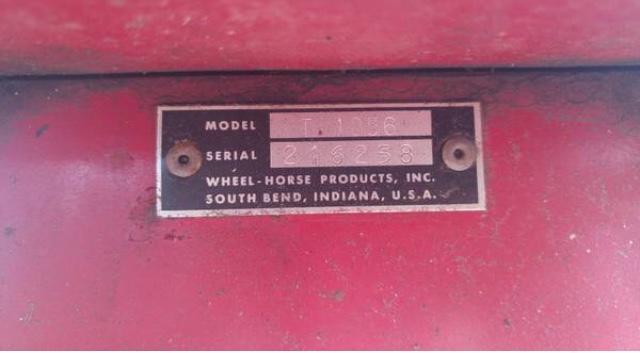 MODEL T-1056
SERIAL 216258
WHEEL-HORSE PRODUCTS, INC.
SOUTH BEND, INDIANA, U.S.A.